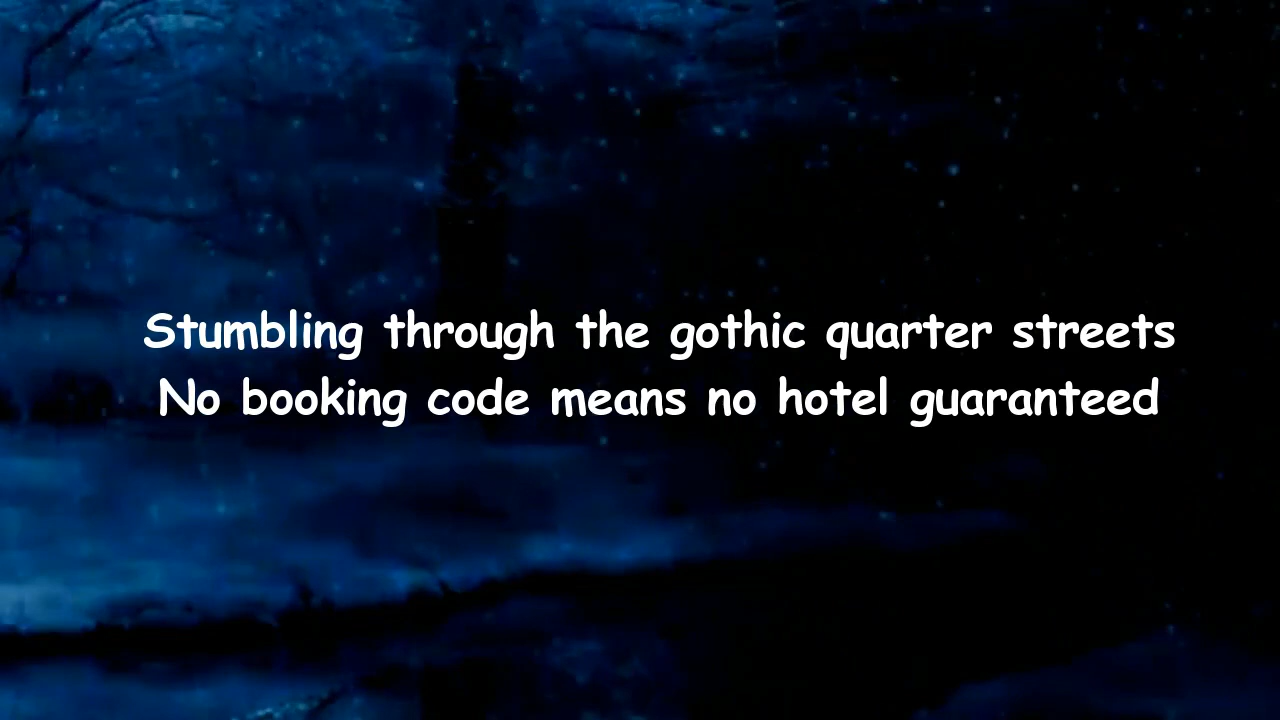 Stumbling through the gothic quarter streets
No booking code means no hotel guaranteed